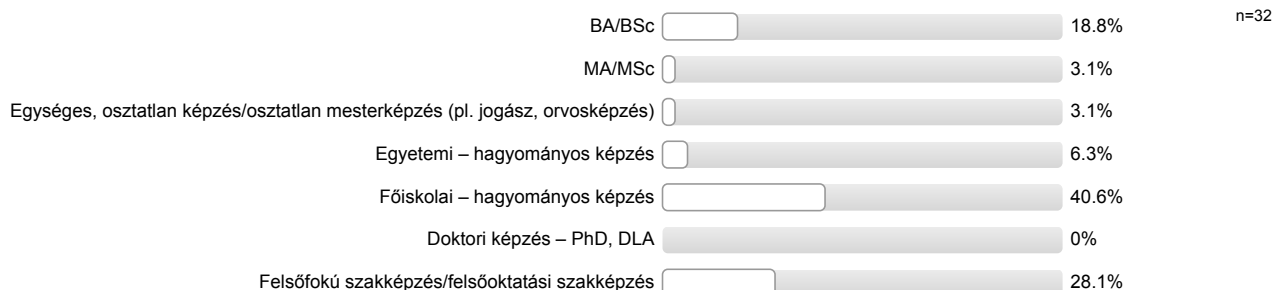 BA/BSc 18.8% n=32
MA/MSc 3.1%
Egységes, osztatlan képzés/osztatlan mesterképzés (pl. jogász, orvosképzés) 3.1%
Egyetemi – hagyományos képzés 6.3%
Főiskolai – hagyományos képzés 40.6%
Doktori képzés – PhD, DLA 0%
Felsőfokú szakképzés/felsőoktatási szakképzés 28.1%